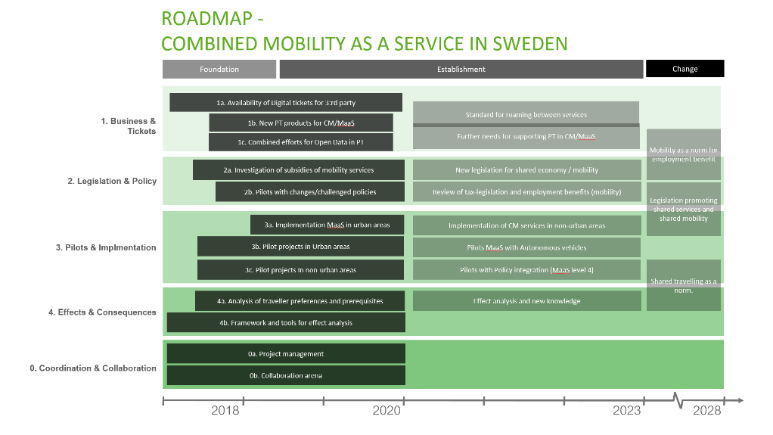 ROADMAP -
COMBINED MOBILITY AS A SERVICE IN SWEDEN
Foundation
Establishment
Change
1. Business &
Tickets
1a. Availability of Digital tickets for 3rd party
1b. New PT products for CM/MaaS
1c. Combined efforts for Open Data in PT
Standard for roaming between services
Further needs for supporting PT in CM/MaaS
Mobility as a norm for
employment benefit
2. Legislation & Policy
2a. Investigation of subsidies of mobility services
2b. Pilots with changes/challenged policies
New legislation for shared economy / mobility
Review of tax-legislation and employment benefits (mobility)
Legislation promoting
shared services and
shared mobility
3. Pilots & Implmentation
3a. Implementation MaaS in urban areas
3b. Pilot projects in Urban areas
3c. Pilot projects in non urban areas
Implementation of CM services in non-urban areas
Pilots MaaS with Autonomous vehicles
Pilots with Policy integration (MaaS level 4)
Shared travelling as a
norm.
4. Effects & Consequences
4a. Analysis of traveller preferences and prerequisites
4b. Framework and tools for effect analysis
Effect analysis and new knowledge
0. Coordination & Collaboration
0a. Project management
0b. Collaboration arena
2018
2020
2023
2028